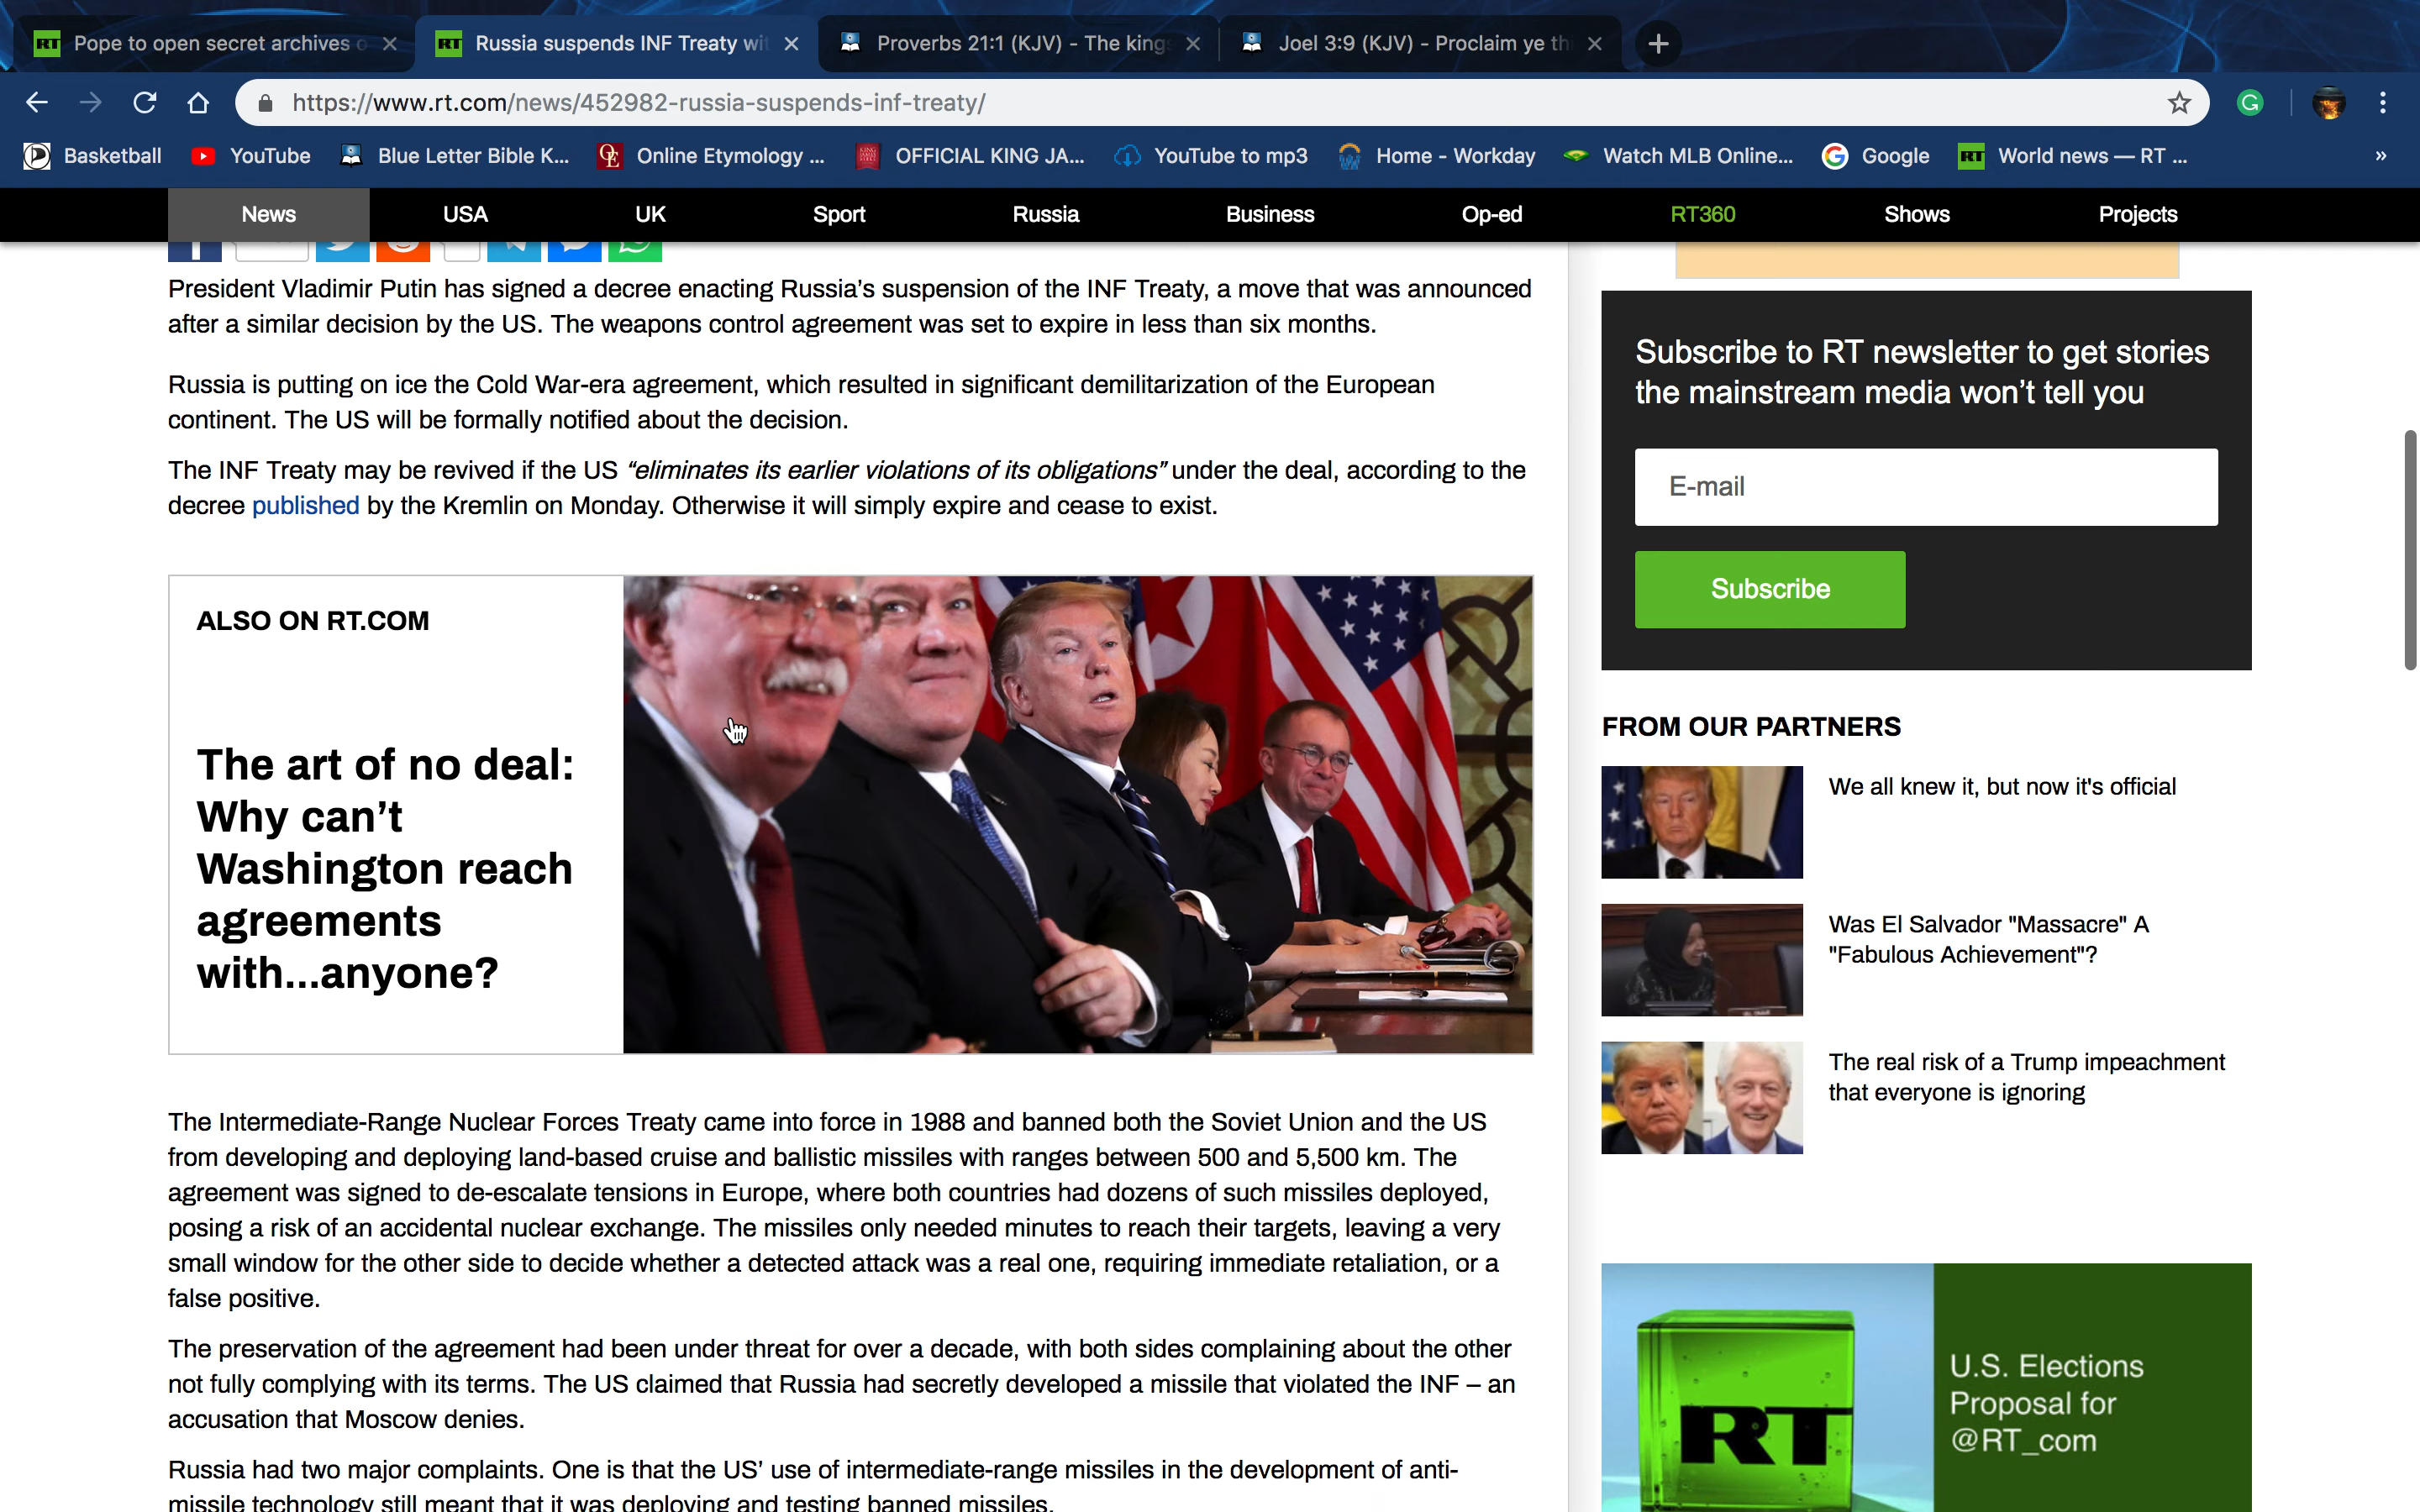 RT Pope to open secret archives
RT Russia suspends INF Treaty wi
Proverbs 21:1 (KJV) - The king
Joel 3:9 (KJV) - Proclaim ye th
https://www.rt.com/news/452982-russia-suspends-inf-treaty/
G
Basketball
YouTube
Blue Letter Bible K...
OE Online Etymology ...
OFFICIAL KING JA...
YouTube to mp3
Home - Workday
Watch MLB Online...
G Google
RT World news — RT ...
»
News
USA
UK
Sport
Russia
Business
Op-ed
RT360
Shows
Projects
President Vladimir Putin has signed a decree enacting Russia’s suspension of the INF Treaty, a move that was announced
after a similar decision by the US. The weapons control agreement was set to expire in less than six months.
Russia is putting on ice the Cold War-era agreement, which resulted in significant demilitarization of the European
continent. The US will be formally notified about the decision.
The INF Treaty may be revived if the US “eliminates its earlier violations of its obligations” under the deal, according to the
decree published by the Kremlin on Monday. Otherwise it will simply expire and cease to exist.
ALSO ON RT.COM
The art of no deal:
Why can’t
Washington reach
agreements
with...anyone?
The Intermediate-Range Nuclear Forces Treaty came into force in 1988 and banned both the Soviet Union and the US
from developing and deploying land-based cruise and ballistic missiles with ranges between 500 and 5,500 km. The
agreement was signed to de-escalate tensions in Europe, where both countries had dozens of such missiles deployed,
posing a risk of an accidental nuclear exchange. The missiles only needed minutes to reach their targets, leaving a very
small window for the other side to decide whether a detected attack was a real one, requiring immediate retaliation, or a
false positive.
The preservation of the agreement had been under threat for over a decade, with both sides complaining about the other
not fully complying with its terms. The US claimed that Russia had secretly developed a missile that violated the INF – an
accusation that Moscow denies.
Russia had two major complaints. One is that the US’ use of intermediate-range missiles in the development of anti-
missile technology still meant that it was deploying and testing banned missiles.
Subscribe to RT newsletter to get stories
the mainstream media won’t tell you
E-mail
Subscribe
FROM OUR PARTNERS
We all knew it, but now it's official
Was El Salvador "Massacre" A
"Fabulous Achievement"?
The real risk of a Trump impeachment
that everyone is ignoring
RT
U.S. Elections
Proposal for
@RT_com